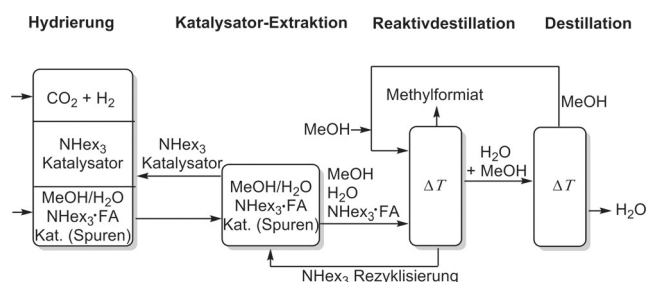 Hydrierung
Katalysator-Extraktion
Reaktivdestillation
Destillation
CO₂ + H₂
NHex₃
Katalysator
MeOH/H₂O
NHex₃•FA
Kat. (Spuren)
NHex₃
Katalysator
MeOH/H₂O
NHex₃•FA
Kat. (Spuren)
MeOH
H₂O
NHex₃•FA
MeOH
Methylformiat
ΔT
H₂O
+ MeOH
MeOH
ΔT
H₂O
NHex₃ Rezyklisierung